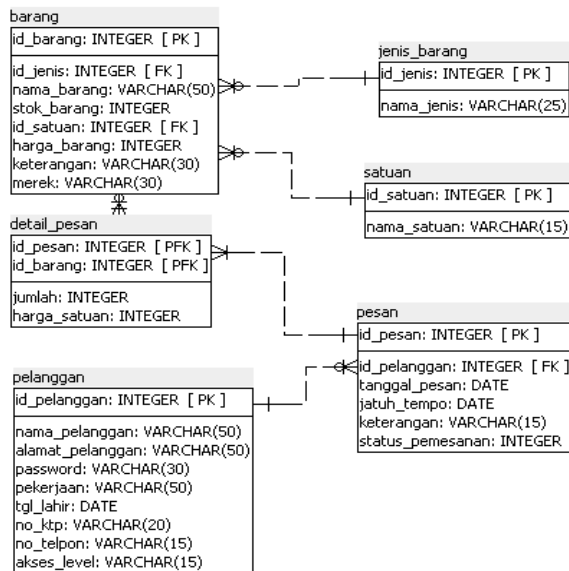 barang
id_barang: INTEGER [ PK ]
id_jenis: INTEGER [ FK ]
nama_barang: VARCHAR(50)
stok_barang: INTEGER
id_satuan: INTEGER [ FK ]
harga_barang: INTEGER
keterangan: VARCHAR(30)
merek: VARCHAR(30)
jenis_barang
id_jenis: INTEGER [ PK ]
nama_jenis: VARCHAR(25)
satuan
id_satuan: INTEGER [ PK ]
nama_satuan: VARCHAR(15)
detail_pesan
id_pesan: INTEGER [ PFK ]
id_barang: INTEGER [ PFK ]
jumlah: INTEGER
harga_satuan: INTEGER
pesan
id_pesan: INTEGER [ PK ]
id_pelanggan: INTEGER [ FK ]
tanggal_pesan: DATE
jatuh_tempo: DATE
keterangan: VARCHAR(15)
status_pemesanan: INTEGER
pelanggan
id_pelanggan: INTEGER [ PK ]
nama_pelanggan: VARCHAR(50)
alamat_pelanggan: VARCHAR(50)
password: VARCHAR(30)
pekerjaan: VARCHAR(50)
tgl_lahir: DATE
no_ktp: VARCHAR(20)
no_telpon: VARCHAR(15)
akses_level: VARCHAR(15)